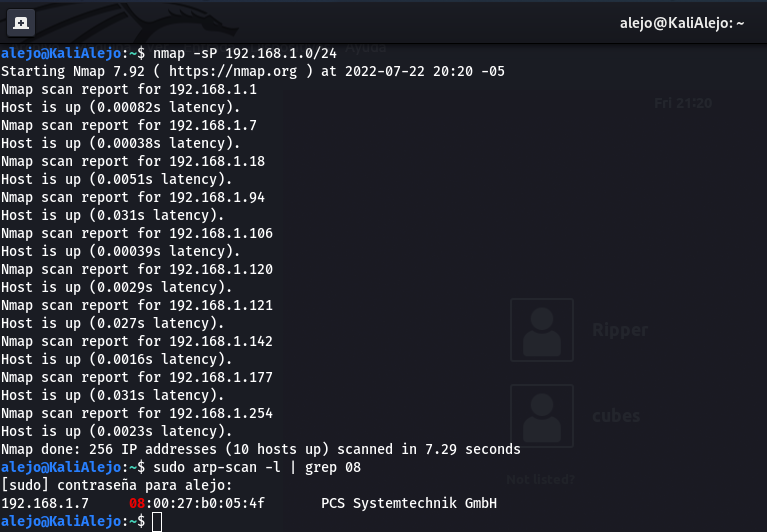 alejo@KaliAlejo: ~
alejo@KaliAlejo:~$ nmap -sP 192.168.1.0/24
Ayuda
Starting Nmap 7.92 ( https://nmap.org ) at 2022-07-22 20:20 -05
Nmap scan report for 192.168.1.1
Host is up (0.00082s latency).
Fri 21:20
Nmap scan report for 192.168.1.7
Host is up (0.00038s latency).
Nmap scan report for 192.168.1.18
Host is up (0.0051s latency).
Nmap scan report for 192.168.1.94
Host is up (0.031s latency).
Nmap scan report for 192.168.1.106
Host is up (0.00039s latency).
Nmap scan report for 192.168.1.120
Host is up (0.0029s latency).
Nmap scan report for 192.168.1.121
Host is up (0.027s latency).
Ripper
Nmap scan report for 192.168.1.142
Host is up (0.0016s latency).
Nmap scan report for 192.168.1.177
Host is up (0.031s latency).
Nmap scan report for 192.168.1.254
cubes
Host is up (0.0023s latency).
Nmap done: 256 IP addresses (10 hosts up) scanned in 7.29 seconds
alejo@KaliAlejo:~$ sudo arp-scan -l | grep 08
Not listed?
[sudo] contraseña para alejo:
192.168.1.7 08:00:27:b0:05:4f PCS Systemtechnik GmbH
alejo@KaliAlejo:~$